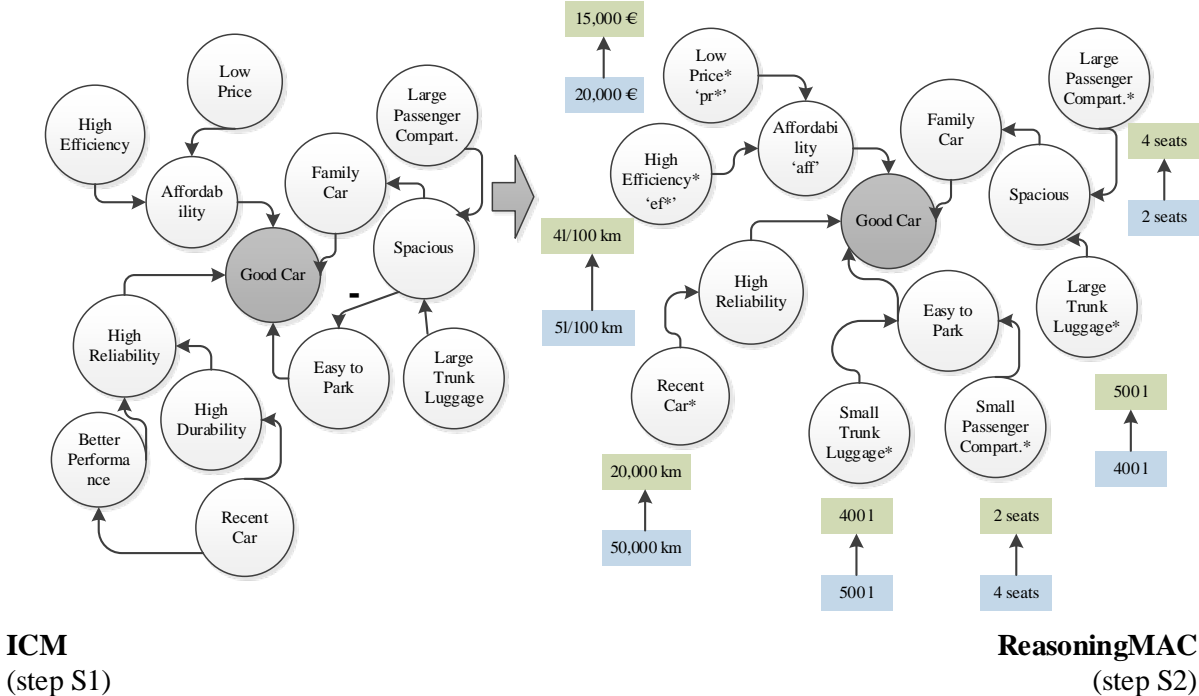 Low
Price
High
Efficiency
Large
Passenger
Compart.
Family
Car
Affordab
ility
Spacious
Good Car
-
High
Reliability
Easy to
Park
Large
Trunk
Luggage
High
Durability
Better
Performa
nce
Recent
Car
ICM
(step S1)
15,000 €
20,000 €
Low
Price*
‘pr*’
Large
Passenger
Compart.*
Family
Car
Affordabi
lity
‘aff’
High
Efficiency*
‘ef*’
4 seats
2 seats
Spacious
Good Car
4l/100 km
5l/100 km
High
Reliability
Easy to
Park
Large
Trunk
Luggage*
Recent
Car*
Small
Trunk
Luggage*
Small
Passenger
Compart.*
500 l
400 l
20,000 km
50,000 km
400 l
500 l
2 seats
4 seats
ReasoningMAC
(step S2)